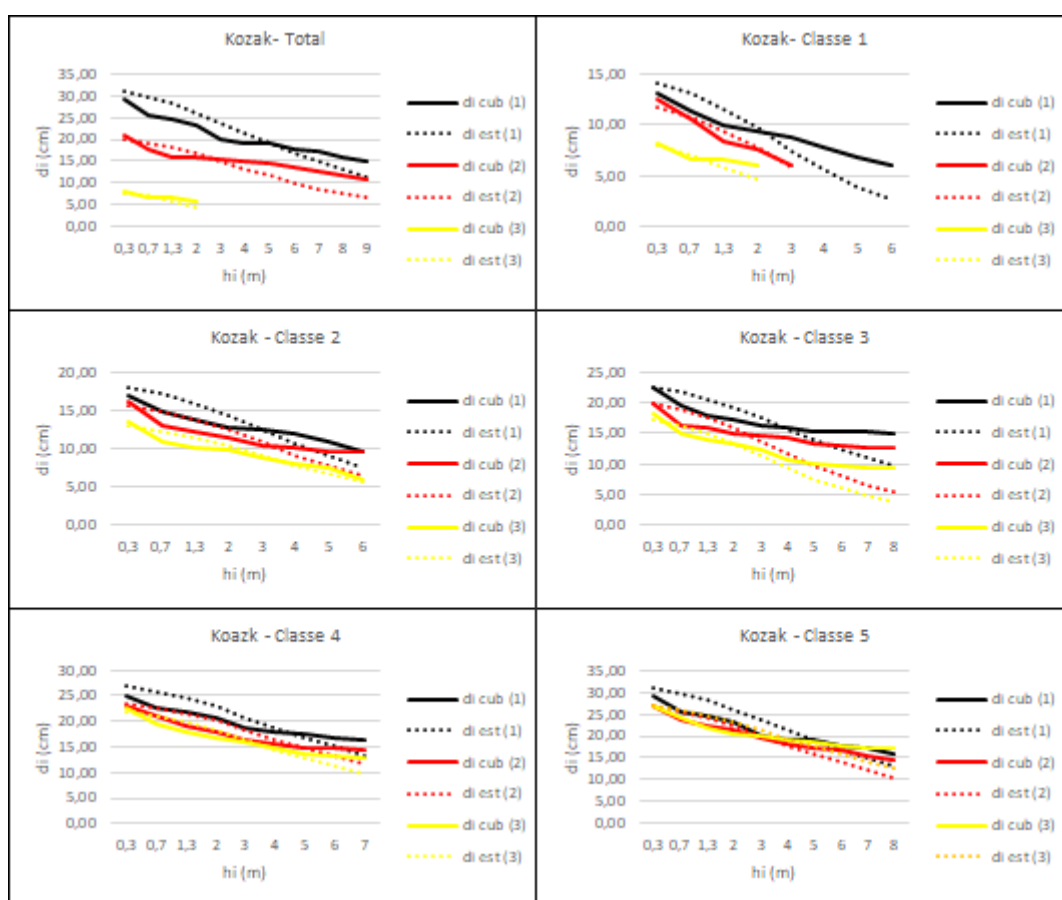 Kozak- Total
35,00
30,00
25,00
20,00
15,00
10,00
5,00
0,00
di (cm)
0,3 0,7 1,3 2 3 4 5 6 7 8 9
hi (m)
di cub (1)
di est (1)
di cub (2)
di est (2)
di cub (3)
di est (3)
Kozak- Classe 1
15,00
10,00
5,00
0,00
di (cm)
0,3 0,7 1,3 2 3 4 5 6
hi (m)
di cub (1)
di est (1)
di cub (2)
di est (2)
di cub (3)
di est (3)
Kozak - Classe 2
20,00
15,00
10,00
5,00
0,00
di (cm)
0,3 0,7 1,3 2 3 4 5 6
hi (m)
di cub (1)
di est (1)
di cub (2)
di est (2)
di cub (3)
di est (3)
Kozak - Classe 3
25,00
20,00
15,00
10,00
5,00
0,00
di (cm)
0,3 0,7 1,3 2 3 4 5 6 7 8
hi (m)
di cub (1)
di est (1)
di cub (2)
di est (2)
di cub (3)
di est (3)
Koazk - Classe 4
30,00
25,00
20,00
15,00
10,00
5,00
0,00
di (cm)
0,3 0,7 1,3 2 3 4 5 6 7
hi (m)
di cub (1)
di est (1)
di cub (2)
di est (2)
di cub (3)
di est (3)
Kozak - Classe 5
35,00
30,00
25,00
20,00
15,00
10,00
5,00
0,00
di (cm)
0,3 0,7 1,3 2 3 4 5 6 7 8
hi (m)
di cub (1)
di est (1)
di cub (2)
di est (2)
di cub (3)
di est (3)